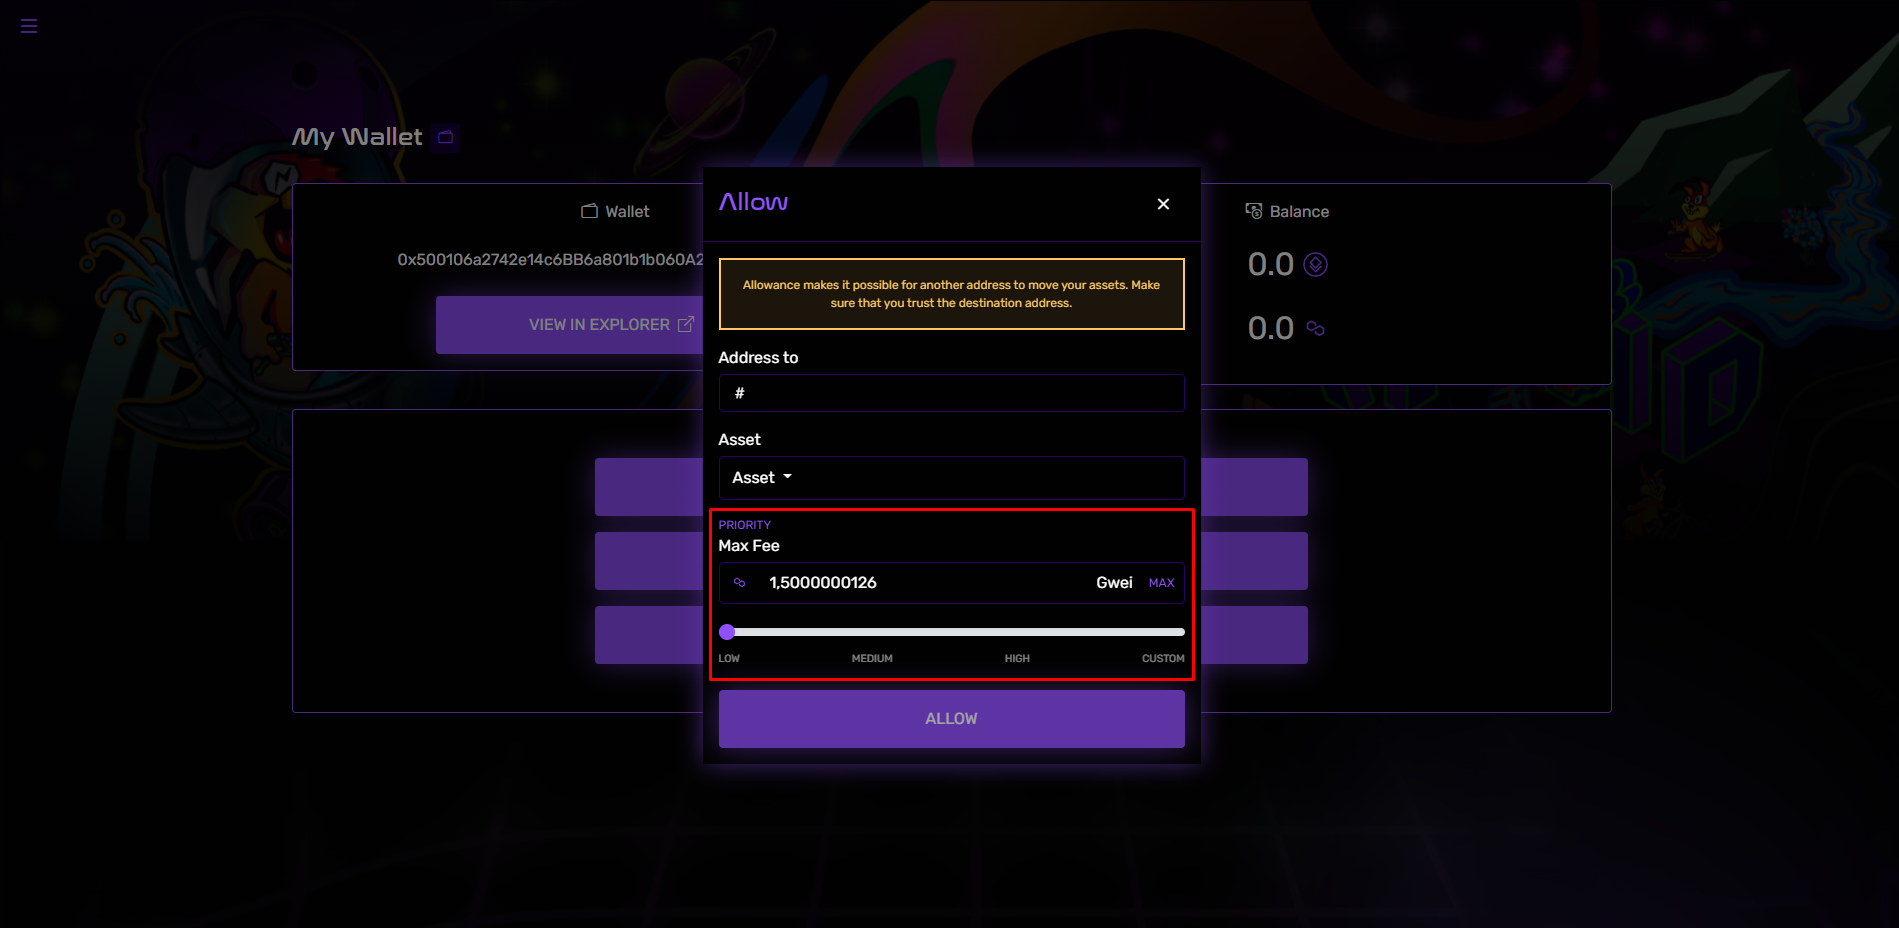 My Wallet
Wallet
0x500106a2742e14c6BB6a801b1b060A2
VIEW IN EXPLORER
Balance
0.0
0.0
Allow
Allowance makes it possible for another address to move your assets. Make
sure that you trust the destination address.
Address to
#
Asset
Asset
PRIORITY
Max Fee
1,5000000126 Gwei MAX
LOW MEDIUM HIGH CUSTOM
ALLOW